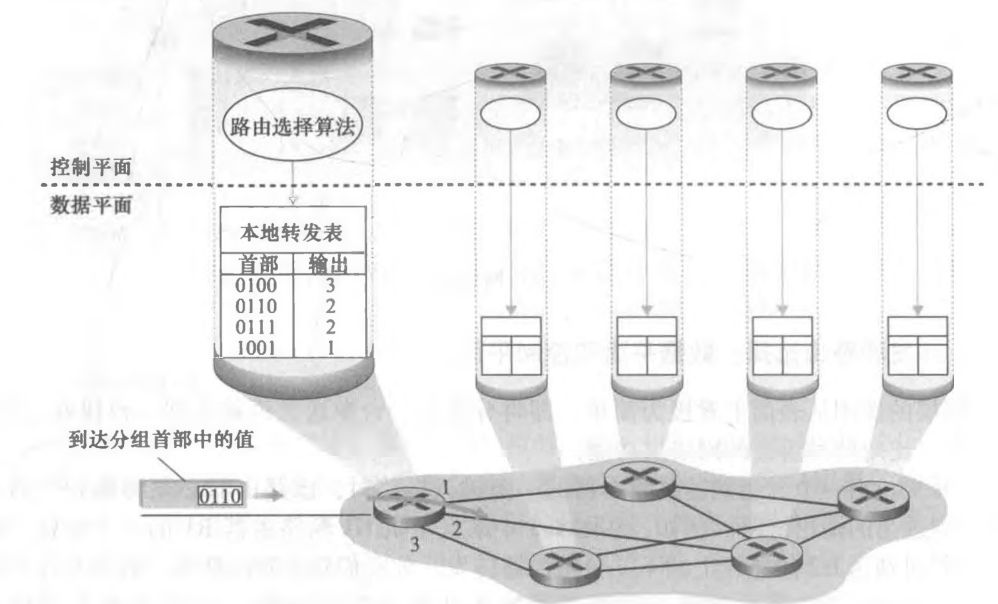 路由选择算法
控制平面
数据平面
本地转发表
首部 输出
0100 3
0110 2
0111 2
1001 1
到达分组首部中的值
0110
1
2
3